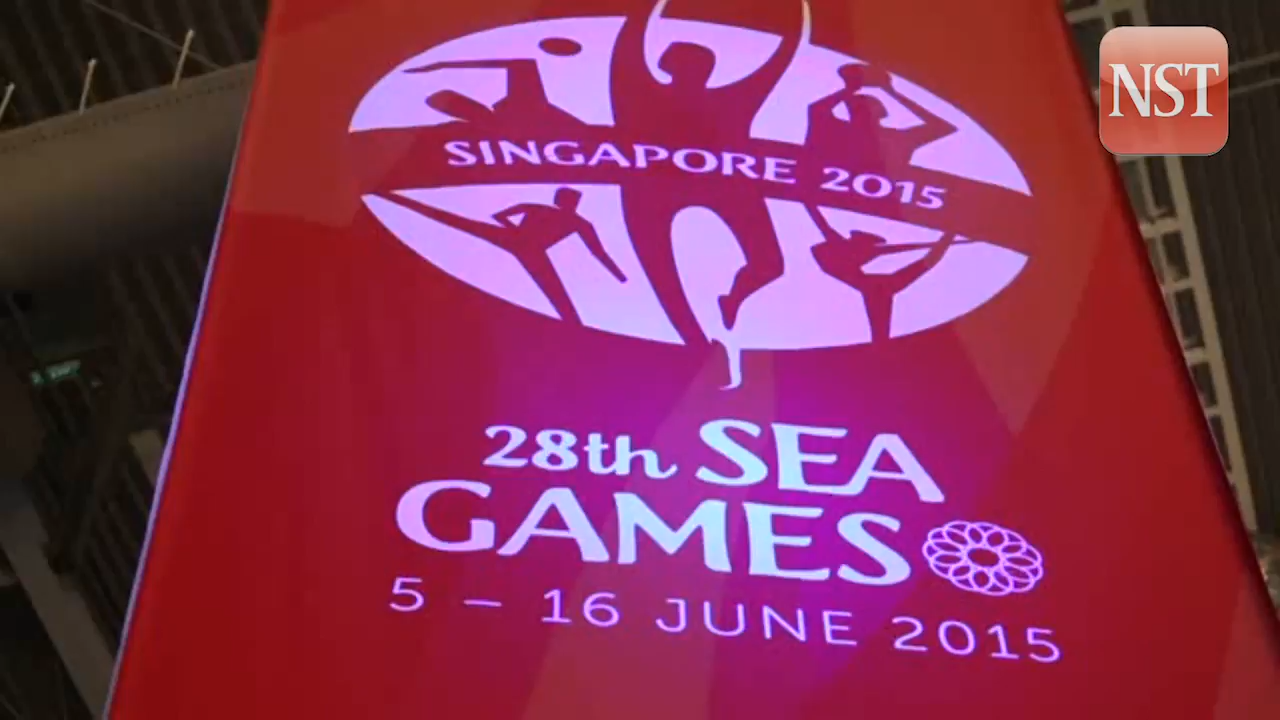 NST
SINGAPORE 2015
28th SEA
GAMES
5 – 16 JUNE 2015